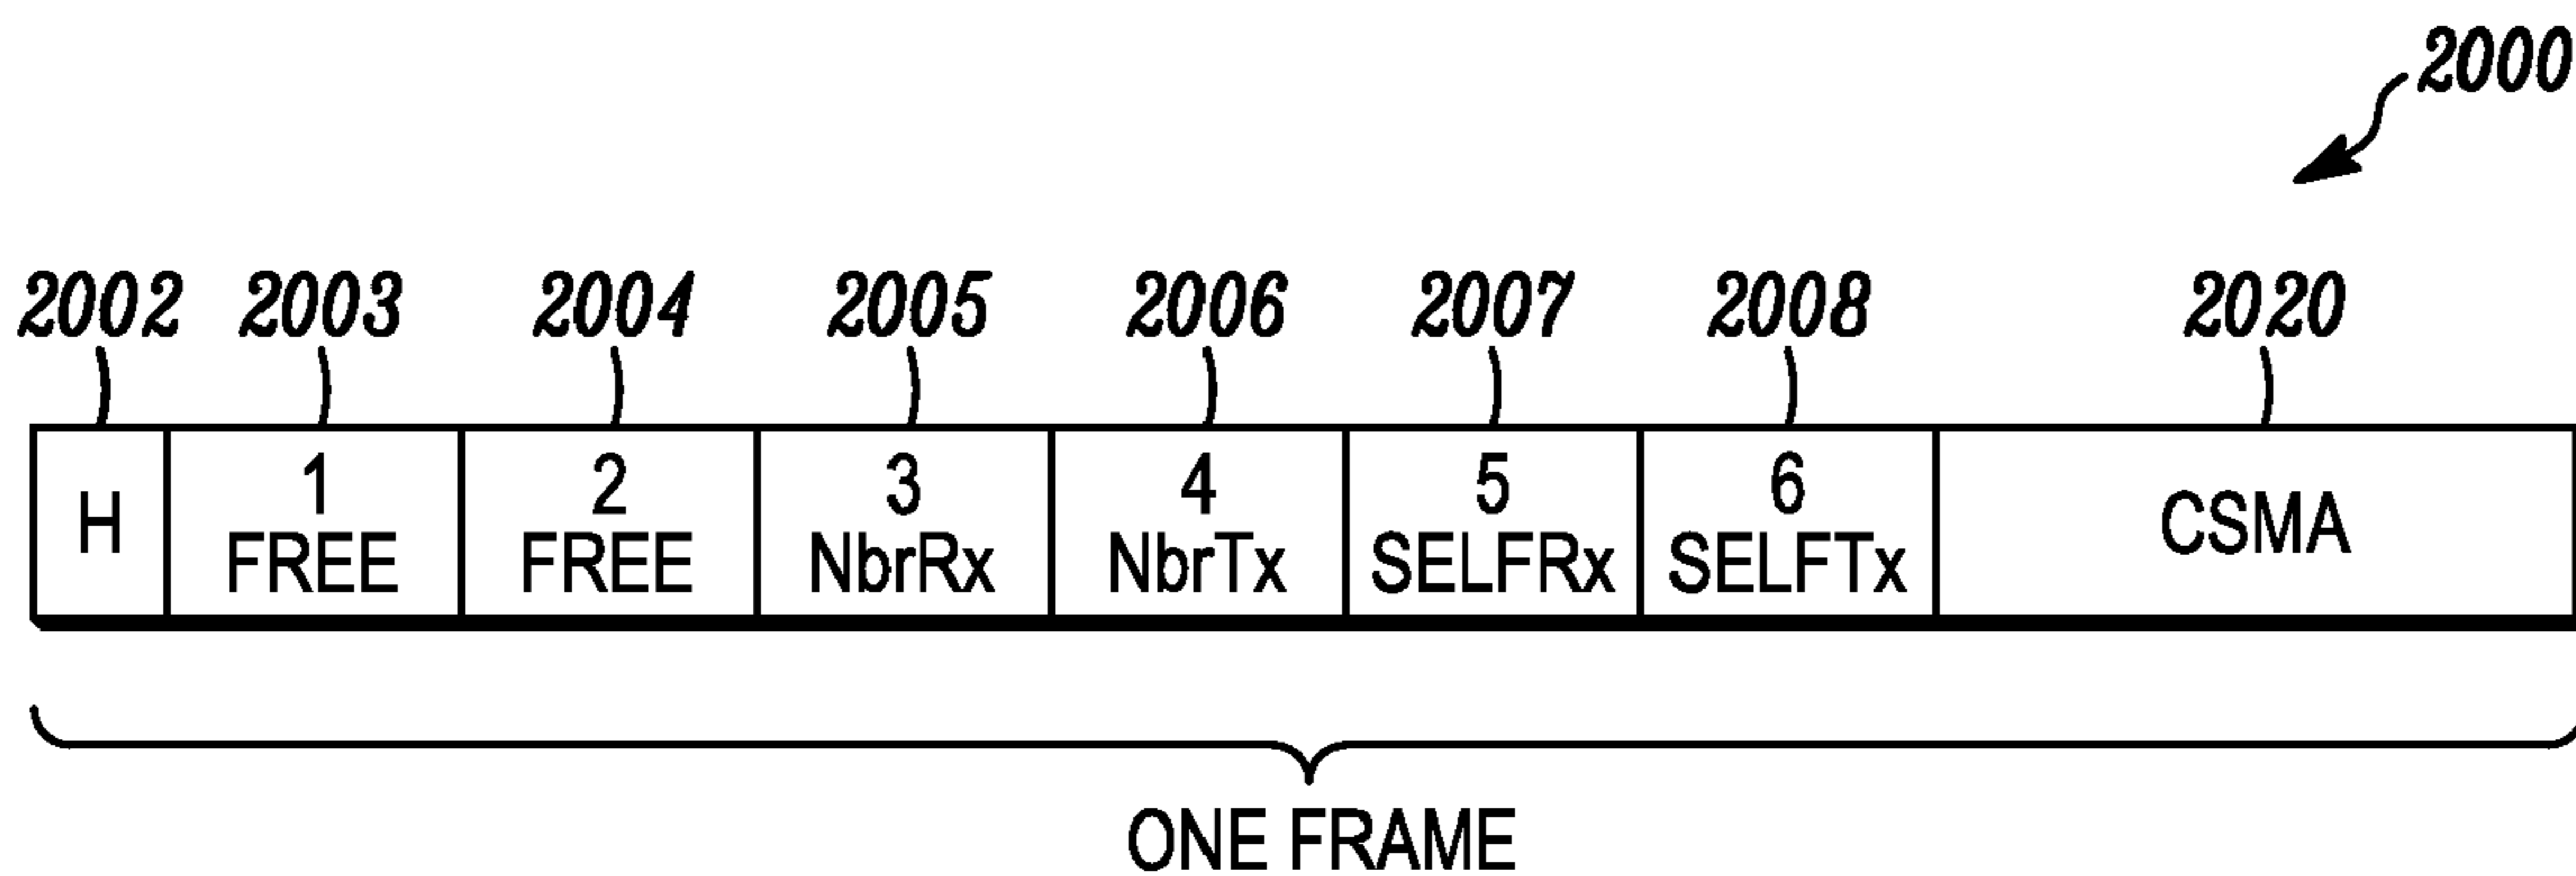 2000
2002 2003 2004 2005 2006 2007 2008 2020
H 1 FREE 2 FREE 3 NbrRx 4 NbrTx 5 SELFRx 6 SELFTx CSMA
ONE FRAME